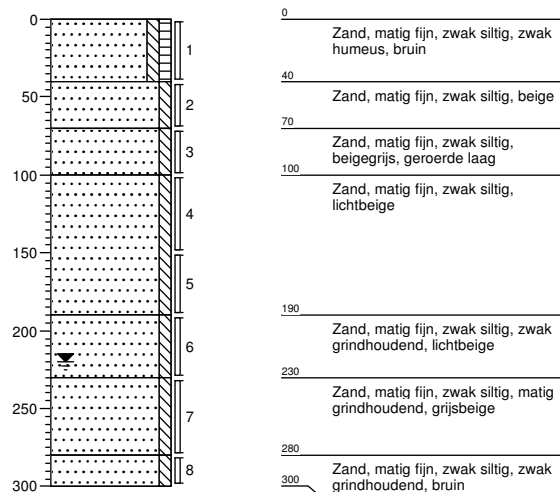 0
50
100
150
200
250
300
1
2
3
4
5
6
7
8
0
Zand, matig fijn, zwak siltig, zwak
humeus, bruin
40
Zand, matig fijn, zwak siltig, beige
70
Zand, matig fijn, zwak siltig,
beigegrijs, geroerde laag
100
Zand, matig fijn, zwak siltig,
lichtbeige
190
Zand, matig fijn, zwak siltig, zwak
grindhoudend, lichtbeige
230
Zand, matig fijn, zwak siltig, matig
grindhoudend, grijsbeige
280
Zand, matig fijn, zwak siltig, zwak
grindhoudend, bruin
300